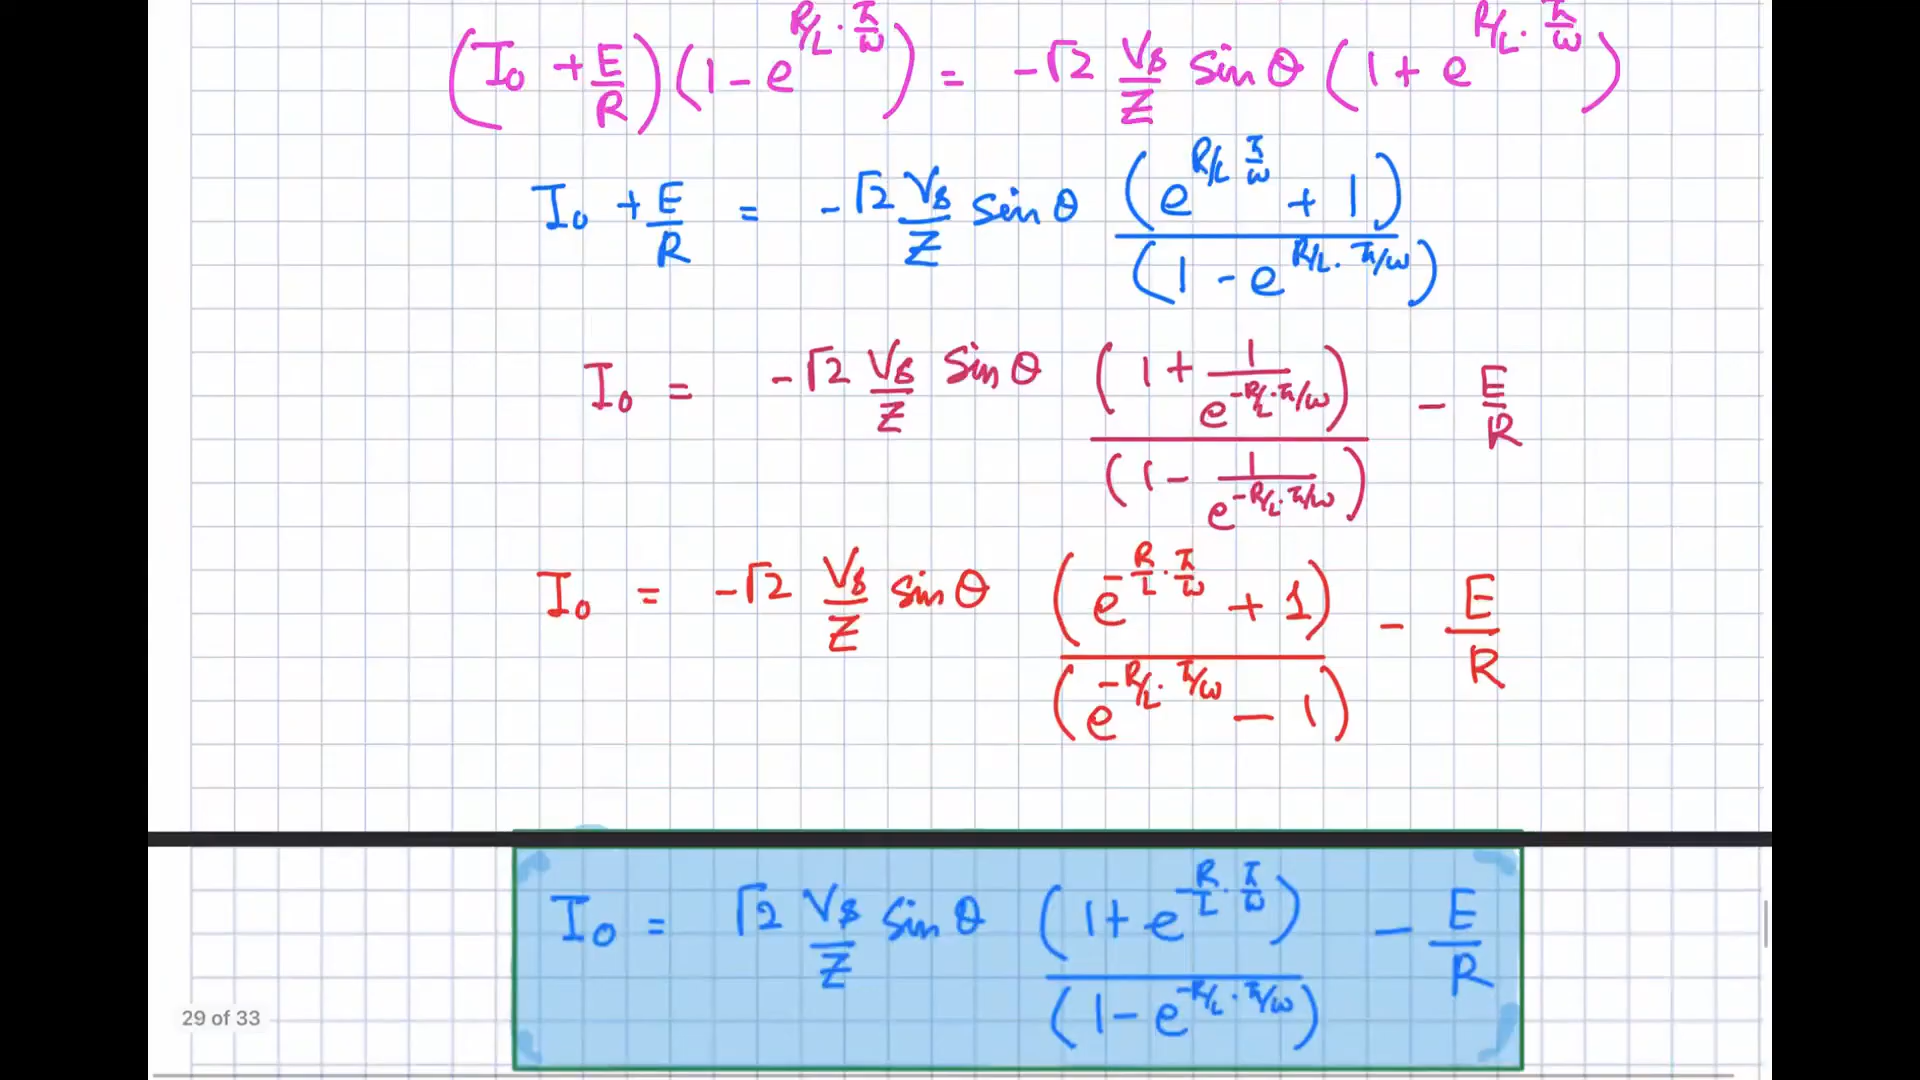 (I₀ + E/R)(1 - e^(R/L · π/ω)) = -√2 Vs/Z Sin θ (1 + e^(R/L · π/ω))
I₀ + E/R = -√2 Vs/Z Sin θ (e^(R/L π/ω) + 1)/(1 - e^(R/L · π/ω))
I₀ = -√2 Vs/Z Sin θ (1 + 1/e^(-R/L · π/ω))/(1 - 1/e^(-R/L · π/ω)) - E/R
I₀ = -√2 Vs/Z sin θ (e^(-R/L · π/ω) + 1)/(e^(-R/L · π/ω) - 1) - E/R
I₀ = √2 Vs/Z Sin θ (1 + e^(-R/L · π/ω))/(1 - e^(-R/L · π/ω)) - E/R
29 of 33